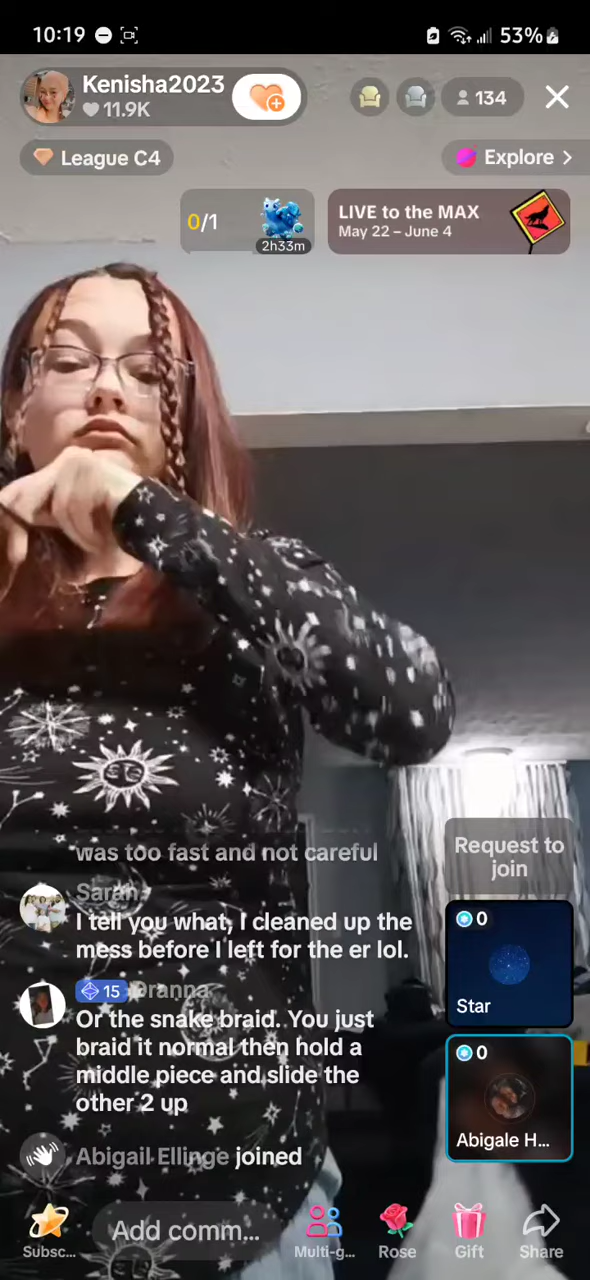 10:19
53%
Kenisha2023
11.9K
134
League C4
Explore
0/1
2h33m
LIVE to the MAX
May 22 – June 4
was too fast and not careful
Sarah
I tell you what, I cleaned up the
mess before I left for the er lol.
15 Dranna
Or the snake braid. You just
braid it normal then hold a
middle piece and slide the
other 2 up
Abigail Ellinge joined
Request to
join
0
Star
0
Abigale H...
Subsc...
Add comm...
Multi-g...
Rose
Gift
Share